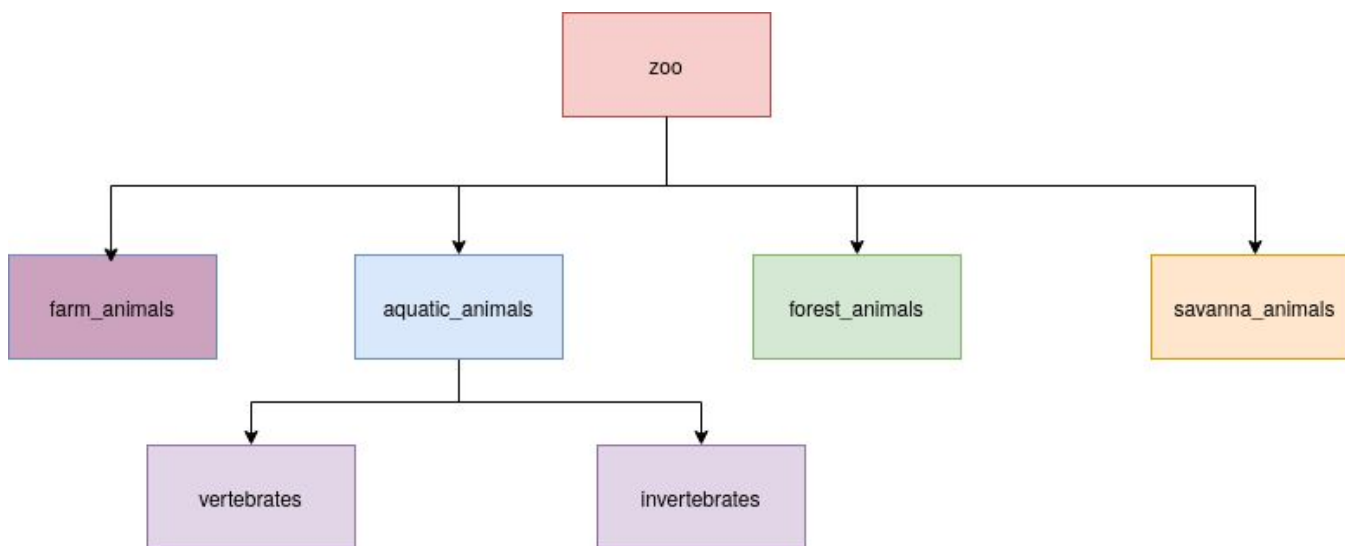 zoo
farm_animals
aquatic_animals
forest_animals
savanna_animals
vertebrates
invertebrates